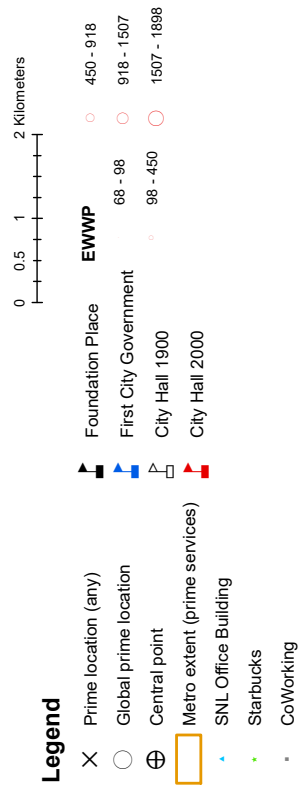 Legend
Prime location (any)
Global prime location
Central point
Metro extent (prime services)
SNL Office Building
Starbucks
CoWorking
Foundation Place
First City Government
City Hall 1900
City Hall 2000
0 0.5 1 2 Kilometers
EWWP
68 - 98
98 - 450
450 - 918
918 - 1507
1507 - 1898